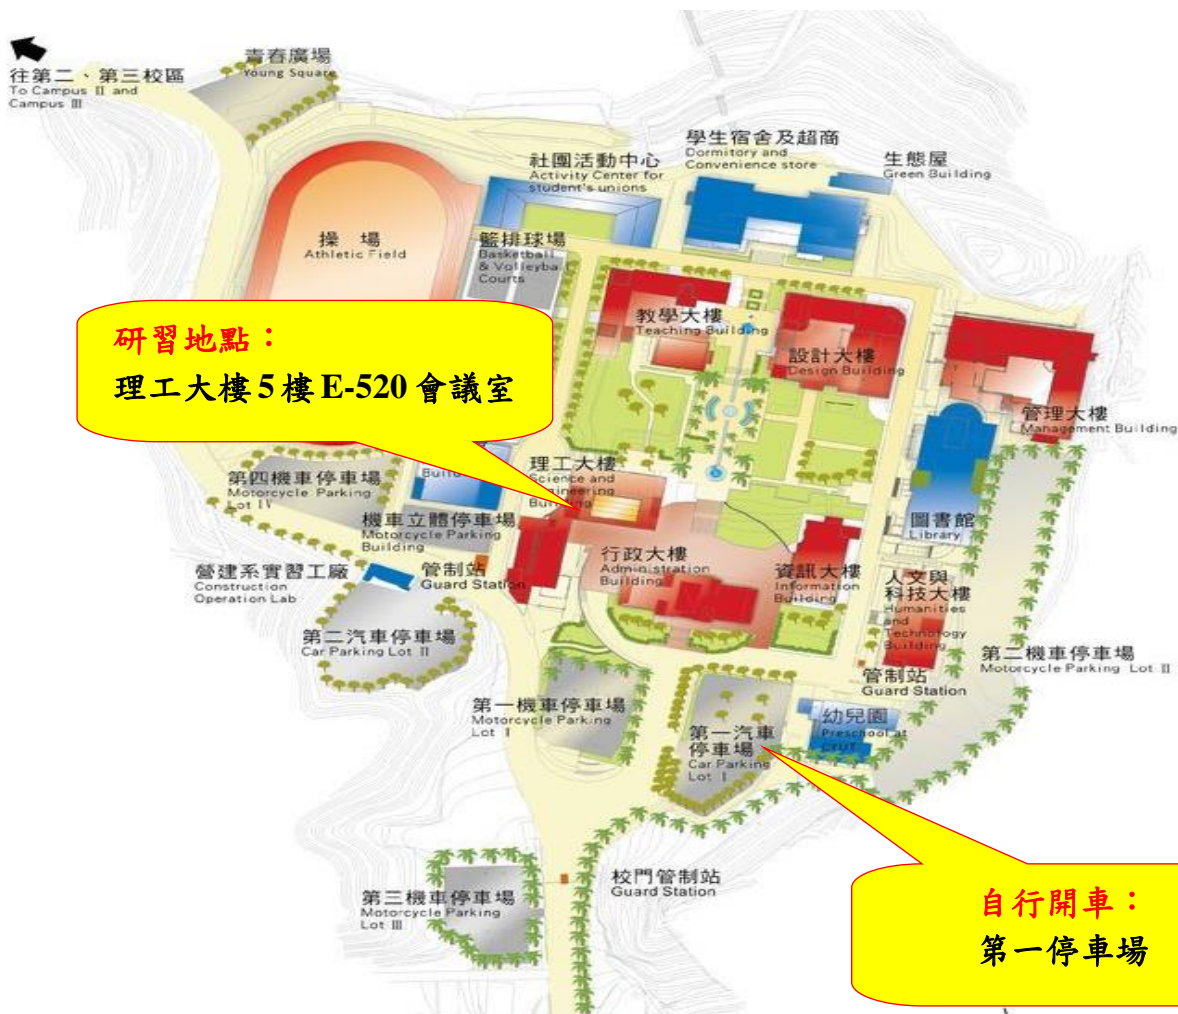 往第二、第三校區
To Campus II and
Campus III
青春廣場
Young Square
社團活動中心
Activity Center for
student's unions
學生宿舍及超商
Dormitory and
Convenience store
生態屋
Green Building
操 場
Athletic Field
籃排球場
Basketball
& Volleyball
Courts
教學大樓
Teaching Building
設計大樓
Design Building
管理大樓
Management Building
研習地點：
理工大樓 5 樓 E-520 會議室
第四機車停車場
Motorcycle Parking
Lot IV
理工大樓
Science and
Engineering
Building
機車立體停車場
Motorcycle Parking
Building
圖書館
Library
行政大樓
Administration
Building
資訊大樓
Information
Building
人文與
科技大樓
Humanities
and
Technology
Building
營建系實習工廠
Construction
Operation Lab
管制站
Guard Station
第二汽車停車場
Car Parking Lot II
第二機車停車場
Motorcycle Parking Lot II
管制站
Guard Station
第一機車停車場
Motorcycle Parking
Lot I
第一汽車
停車場
Car Parking
Lot I
幼兒園
Preschool at
CYUT
校門管制站
Guard Station
第三機車停車場
Motorcycle Parking
Lot III
自行開車：
第一停車場